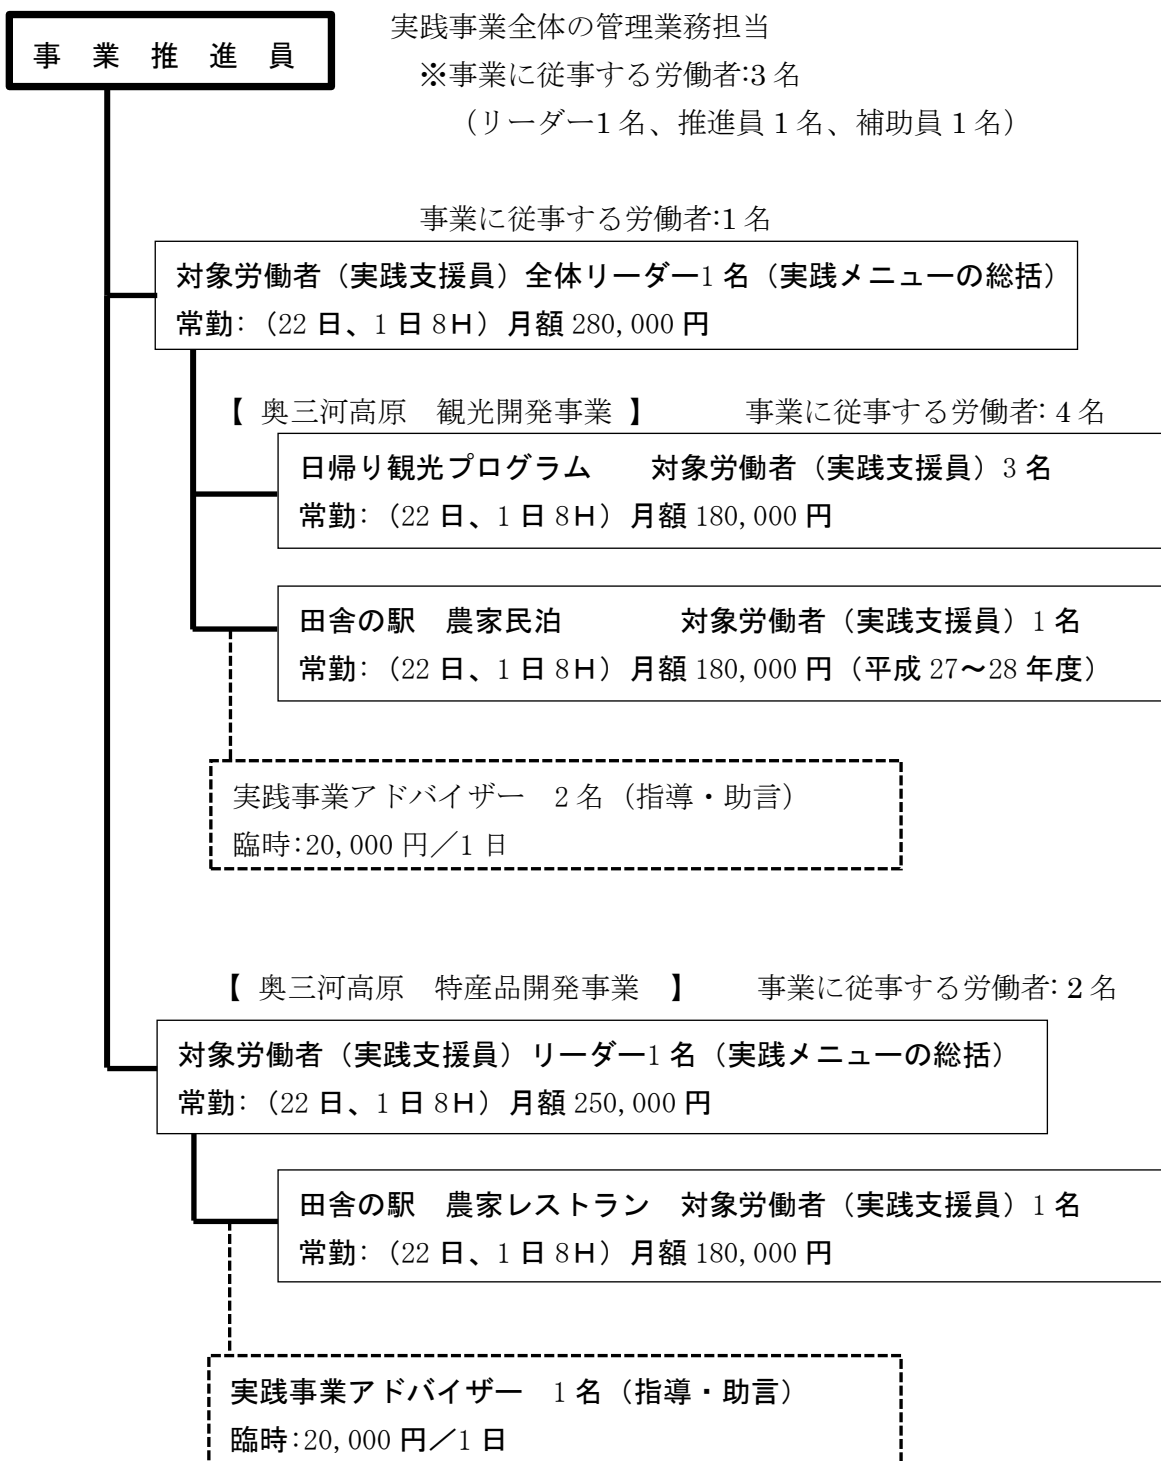 事　業　推　進　員
実践事業全体の管理業務担当
※事業に従事する労働者:3 名
（リーダー1 名、推進員 1 名、補助員 1 名）
事業に従事する労働者:1 名
対象労働者（実践支援員）全体リーダー1 名（実践メニューの総括）
常勤:（22 日、1 日 8Ｈ）月額 280,000 円
【 奥三河高原　観光開発事業 】　　　事業に従事する労働者: 4 名
日帰り観光プログラム　　対象労働者（実践支援員）3 名
常勤:（22 日、1 日 8Ｈ）月額 180,000 円
田舎の駅　農家民泊　　　　対象労働者（実践支援員）1 名
常勤:（22 日、1 日 8Ｈ）月額 180,000 円（平成 27～28 年度）
実践事業アドバイザー　2 名（指導・助言）
臨時:20,000 円／1 日
【 奥三河高原　特産品開発事業　】　　事業に従事する労働者: 2 名
対象労働者（実践支援員）リーダー1 名（実践メニューの総括）
常勤:（22 日、1 日 8Ｈ）月額 250,000 円
田舎の駅　農家レストラン　対象労働者（実践支援員）1 名
常勤:（22 日、1 日 8Ｈ）月額 180,000 円
実践事業アドバイザー　1 名（指導・助言）
臨時:20,000 円／1 日